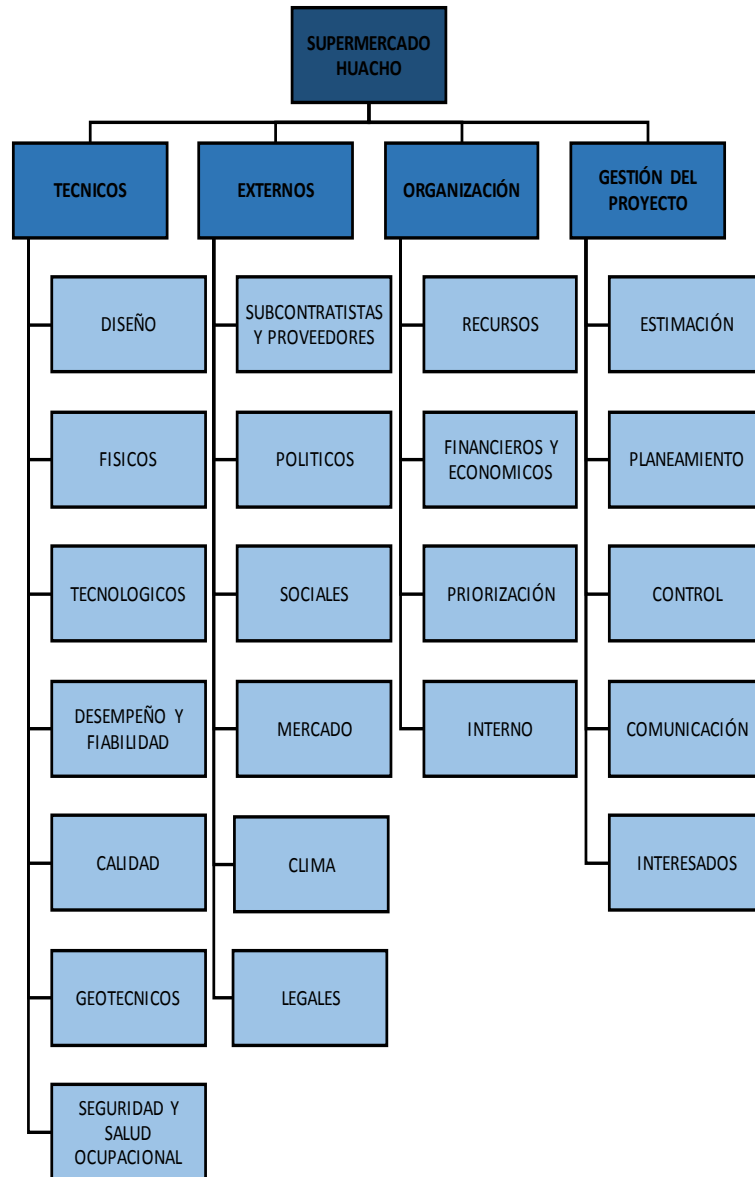 SUPERMERCADO
HUACHO
TECNICOS
EXTERNOS
ORGANIZACIÓN
GESTIÓN DEL
PROYECTO
DISEÑO
FISICOS
TECNOLOGICOS
DESEMPEÑO Y
FIABILIDAD
CALIDAD
GEOTECNICOS
SEGURIDAD Y
SALUD
OCUPACIONAL
SUBCONTRATISTAS
Y PROVEEDORES
POLITICOS
SOCIALES
MERCADO
CLIMA
LEGALES
RECURSOS
FINANCIEROS Y
ECONOMICOS
PRIORIZACIÓN
INTERNO
ESTIMACIÓN
PLANEAMIENTO
CONTROL
COMUNICACIÓN
INTERESADOS